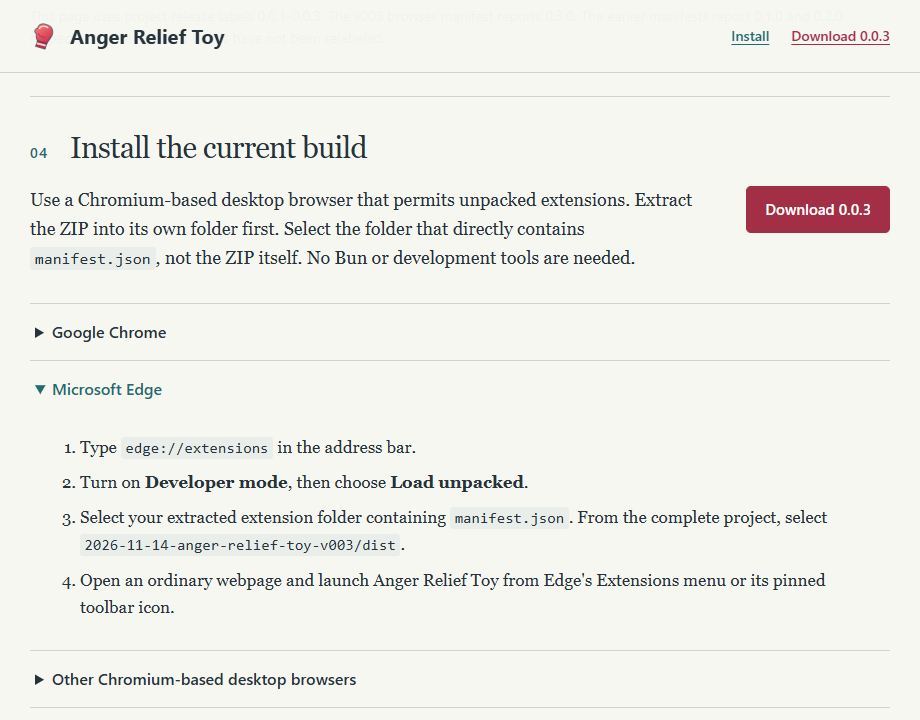 Anger Relief Toy
Install
Download 0.0.3
04
Install the current build
Use a Chromium-based desktop browser that permits unpacked extensions. Extract
the ZIP into its own folder first. Select the folder that directly contains
manifest.json, not the ZIP itself. No Bun or development tools are needed.
Download 0.0.3
Google Chrome
Microsoft Edge
1. Type edge://extensions in the address bar.
2. Turn on Developer mode, then choose Load unpacked.
3. Select your extracted extension folder containing manifest.json. From the complete project, select
2026-11-14-anger-relief-toy-v003/dist.
4. Open an ordinary webpage and launch Anger Relief Toy from Edge's Extensions menu or its pinned
toolbar icon.
Other Chromium-based desktop browsers